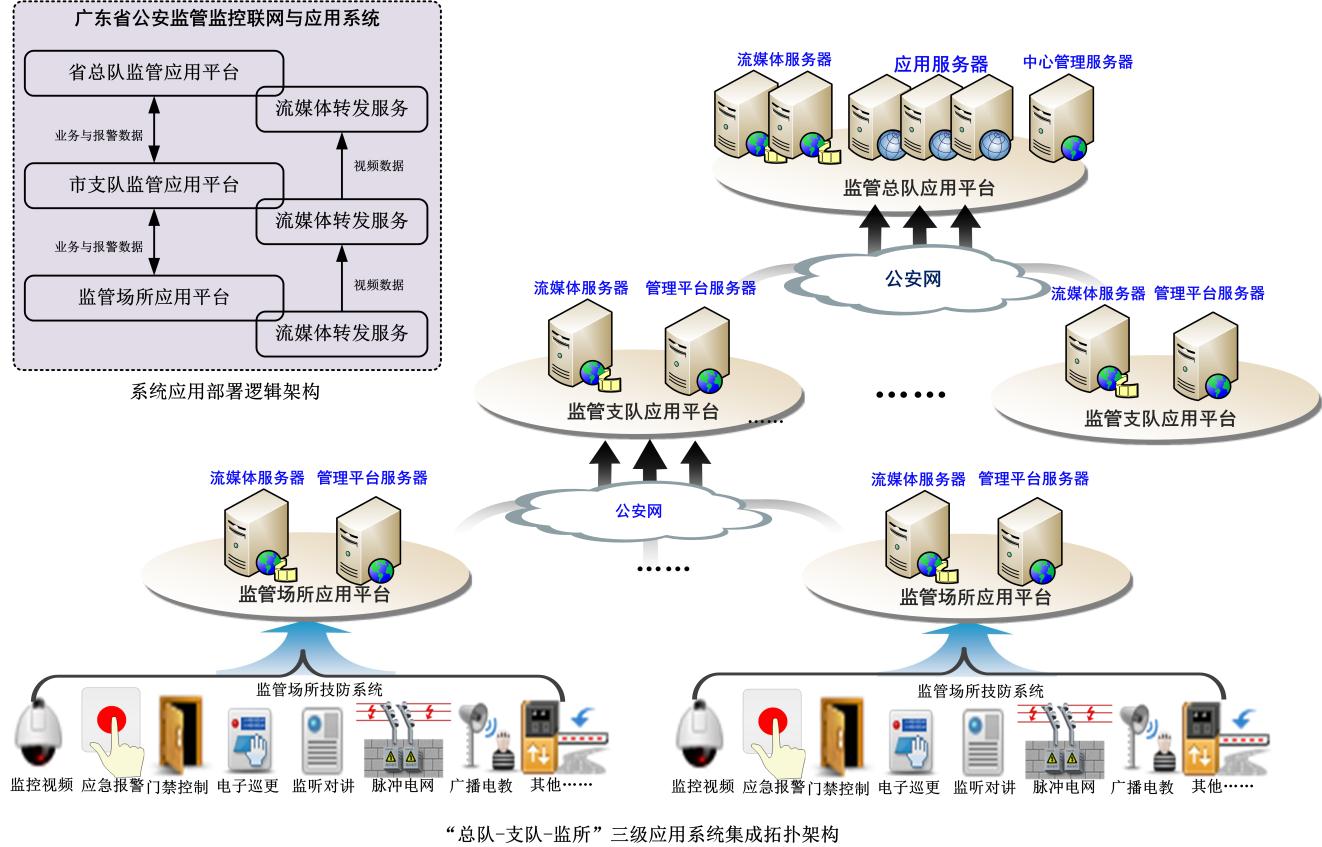 广东省公安监管监控联网与应用系统
省总队监管应用平台
流媒体转发服务
业务与报警数据
视频数据
市支队监管应用平台
流媒体转发服务
业务与报警数据
视频数据
监管场所应用平台
流媒体转发服务
系统应用部署逻辑架构
流媒体服务器
应用服务器
中心管理服务器
监管总队应用平台
公安网
流媒体服务器
管理平台服务器
监管支队应用平台
……
……
流媒体服务器
管理平台服务器
监管支队应用平台
公安网
……
流媒体服务器
管理平台服务器
监管场所应用平台
流媒体服务器
管理平台服务器
监管场所应用平台
监管场所技防系统
监控视频
应急报警
门禁控制
电子巡更
监听对讲
脉冲电网
广播电教
其他……
监管场所技防系统
监控视频
应急报警
门禁控制
电子巡更
监听对讲
脉冲电网
广播电教
其他……
“总队-支队-监所”三级应用系统集成拓扑架构